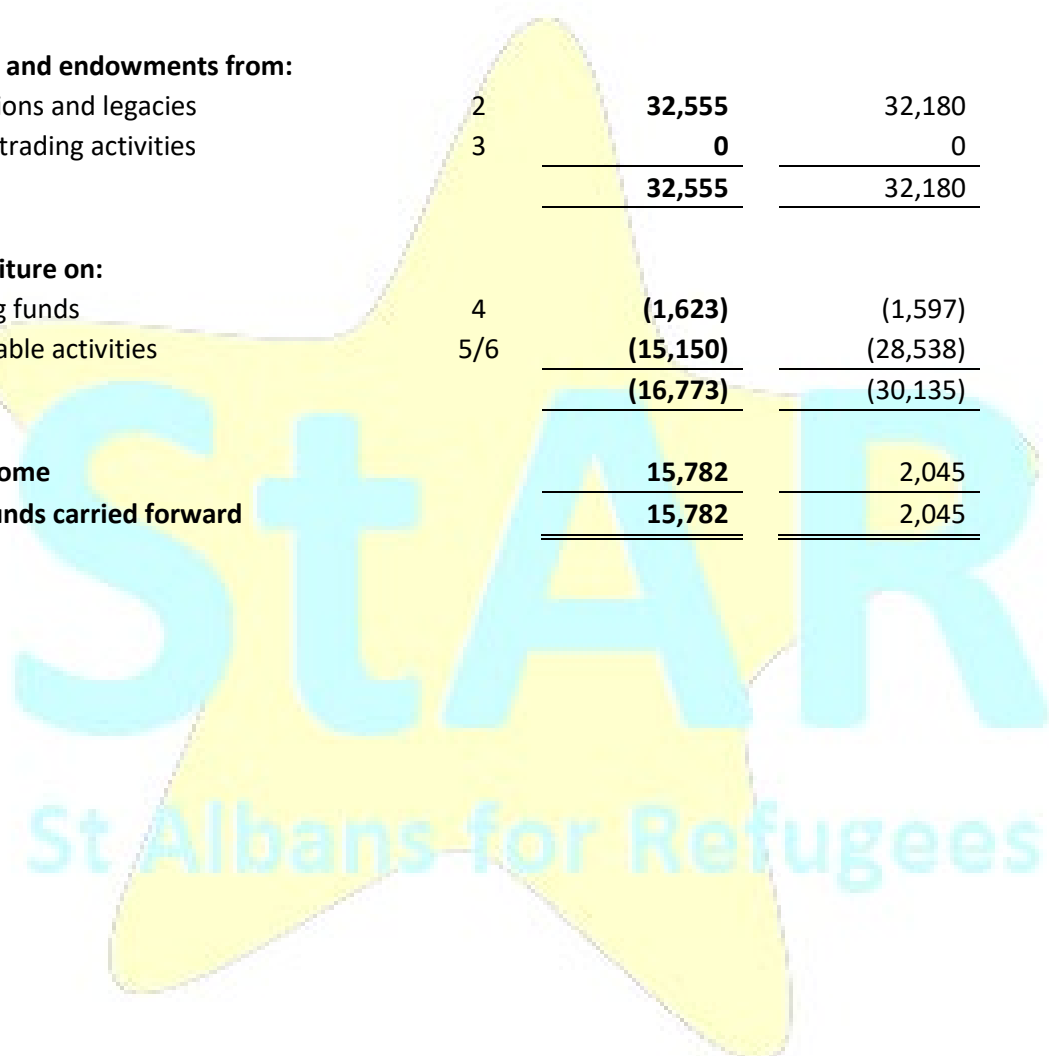 and endowments from:
ions and legacies 2 32,555 32,180
trading activities 3 0 0
32,555 32,180
iture on:
g funds 4 (1,623) (1,597)
able activities 5/6 (15,150) (28,538)
(16,773) (30,135)
ome 15,782 2,045
unds carried forward 15,782 2,045
StAR
St Albans for Refugees